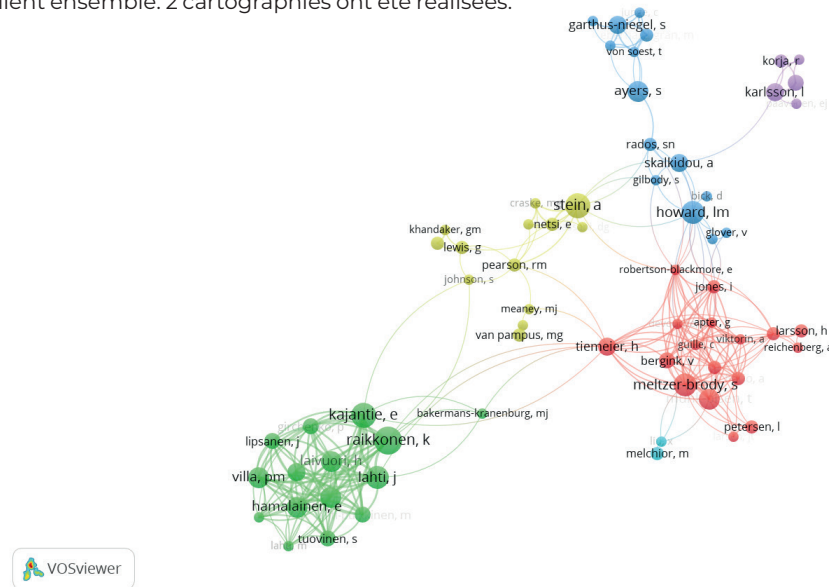 ensemble. 2 cartographies ont été réalisées.
garthus-niegel, s
von soest, t
korja, r
ayers, s
karlsson, l
rados, sn
skalkidou, a
gilbody, s
bick, d
stein, a
howard, lm
netsi, e
glover, v
khandaker, gm
lewis, g
pearson, rm
robertson-blackmore, e
johnson, s
jones, i
meaney, mj
apter, g
van pampus, mg
larsson, h
viktorin, a
guille, c
tiemeier, h
reichenberg, a
bergink, v
meltzer-brody, s
kajantie, e
bakermans-kranenburg, mj
petersen, l
raikkonen, k
lipsanen, j
melchior, m
laivuori, h
villa, pm
lahti, j
hamalainen, e
tuovinen, s
VOSviewer